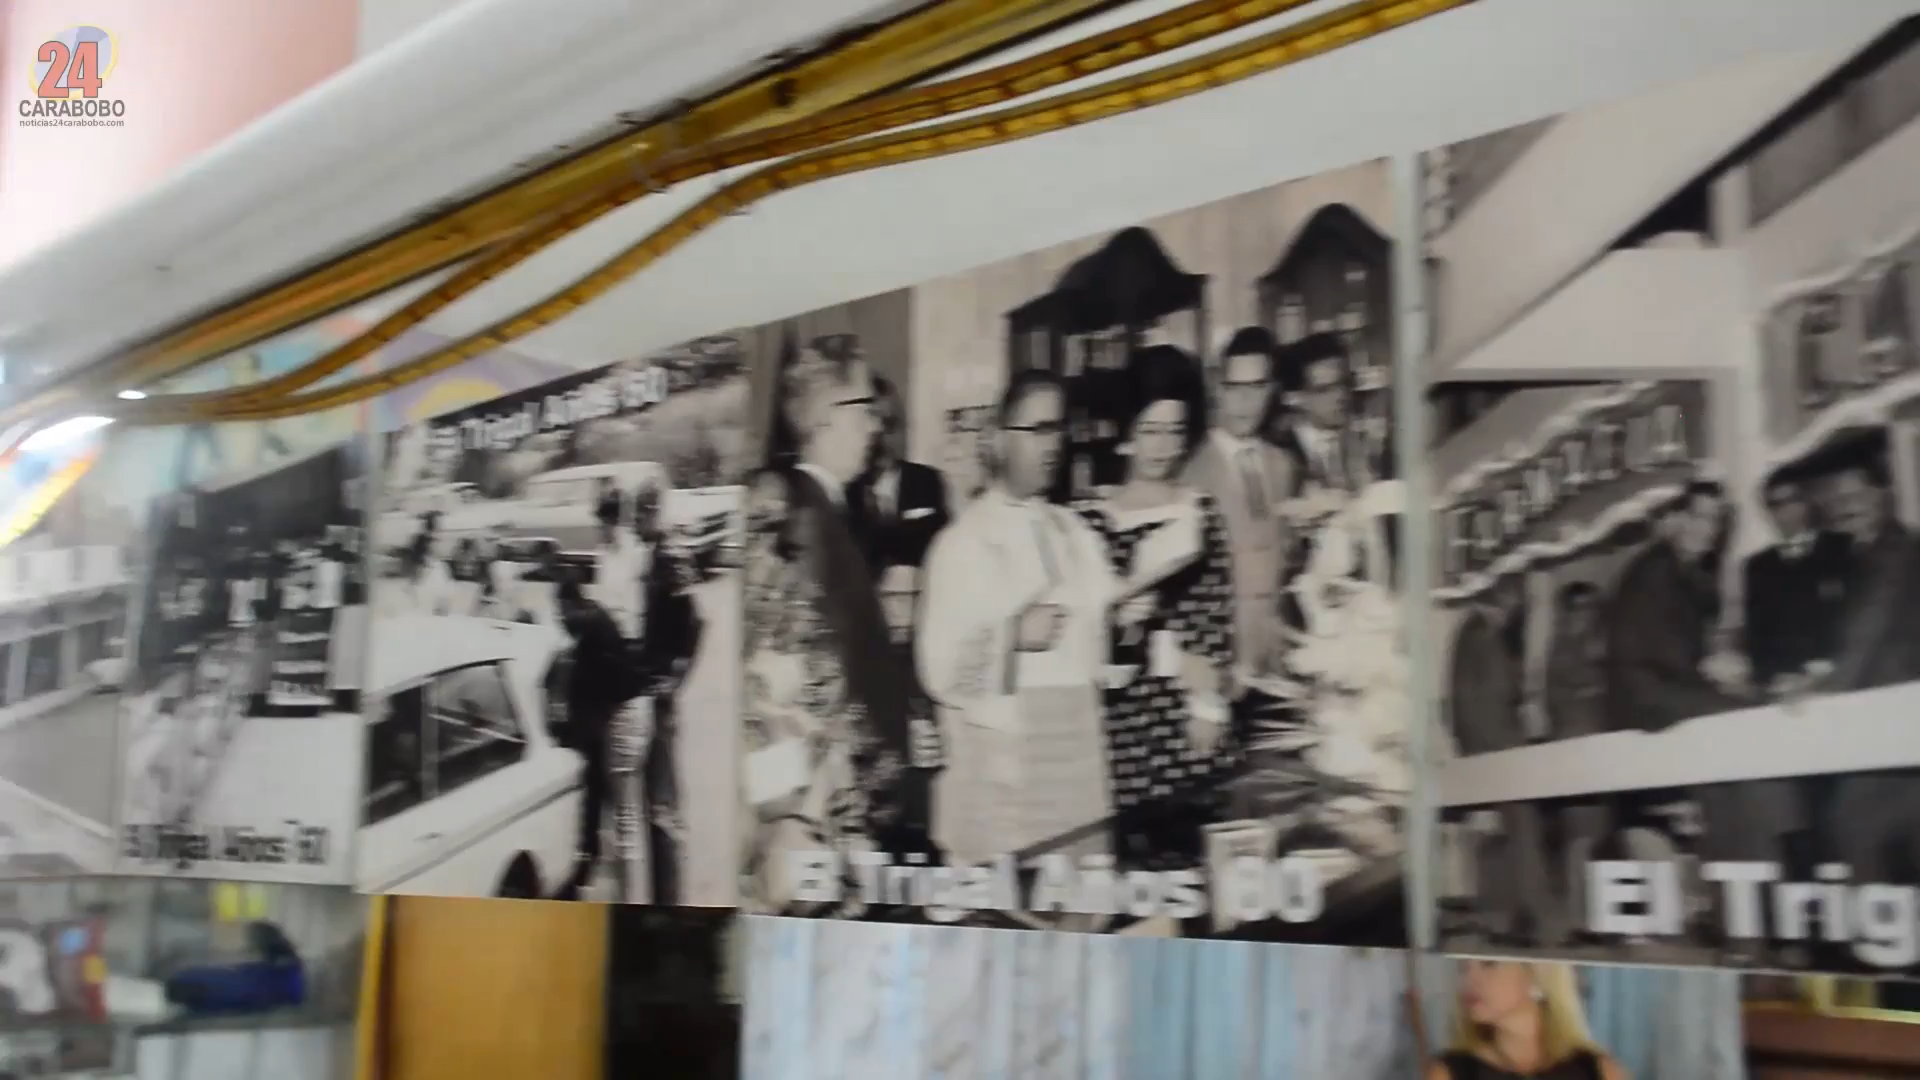 24
CARABOBO
noticias24carabobo.com
El Trigal Años 60
El Trigal Años 60
El Trigal Años 60
El Trig